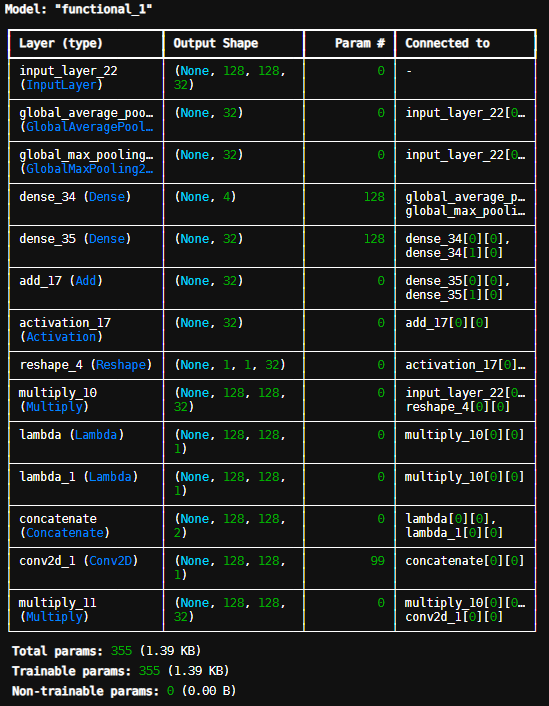 Model: "functional_1"
Layer (type) Output Shape Param # Connected to
input_layer_22 (None, 128, 128, 0 -
(InputLayer) 32)
global_average_poo… (None, 32) 0 input_layer_22[0…
(GlobalAveragePool…
global_max_pooling… (None, 32) 0 input_layer_22[0…
(GlobalMaxPooling2…
dense_34 (Dense) (None, 4) 128 global_average_p…
global_max_pooli…
dense_35 (Dense) (None, 32) 128 dense_34[0][0],
dense_34[1][0]
add_17 (Add) (None, 32) 0 dense_35[0][0],
dense_35[1][0]
activation_17 (None, 32) 0 add_17[0][0]
(Activation)
reshape_4 (Reshape) (None, 1, 1, 32) 0 activation_17[0]…
multiply_10 (None, 128, 128, 0 input_layer_22[0…
(Multiply) 32) reshape_4[0][0]
lambda (Lambda) (None, 128, 128, 0 multiply_10[0][0]
1)
lambda_1 (Lambda) (None, 128, 128, 0 multiply_10[0][0]
1)
concatenate (None, 128, 128, 0 lambda[0][0],
(Concatenate) 2) lambda_1[0][0]
conv2d_1 (Conv2D) (None, 128, 128, 99 concatenate[0][0]
1)
multiply_11 (None, 128, 128, 0 multiply_10[0][0…
(Multiply) 32) conv2d_1[0][0]
Total params: 355 (1.39 KB)
Trainable params: 355 (1.39 KB)
Non-trainable params: 0 (0.00 B)